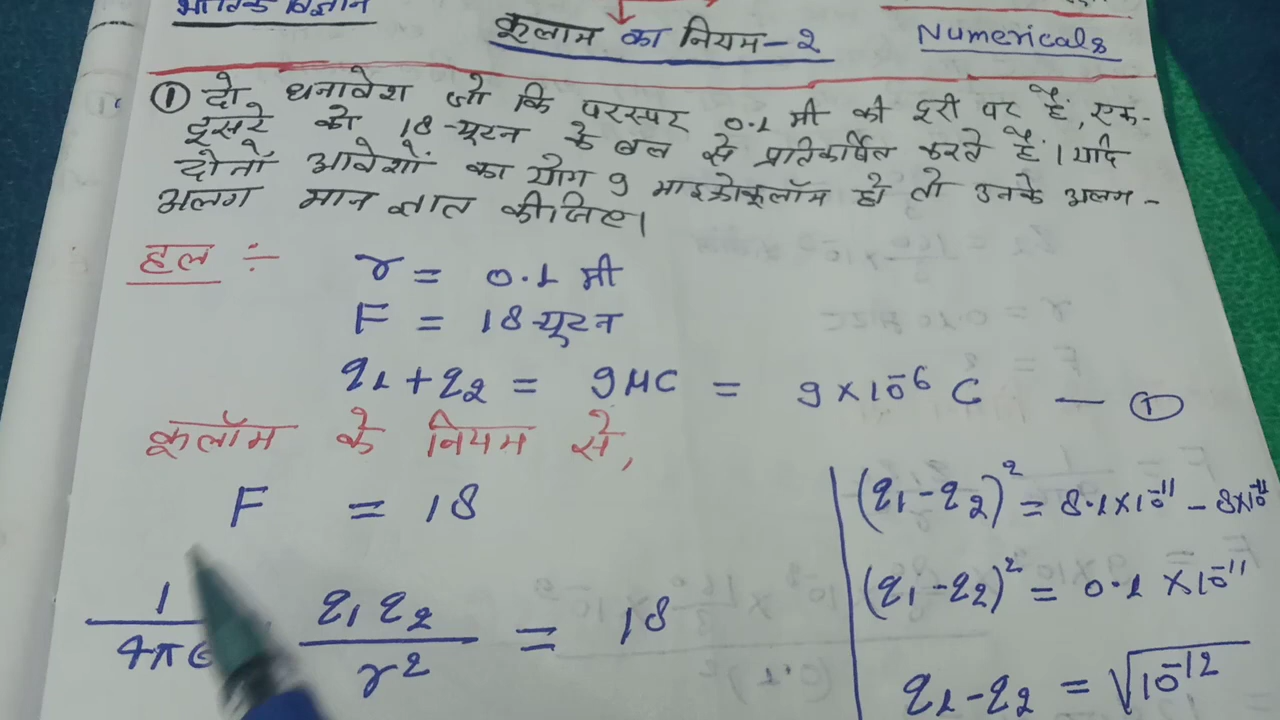 भौतिक विज्ञान
कूलाम का नियम-2
Numericals
① दो धनावेश जो कि परस्पर 0.1 मी की दूरी पर हैं, एक-
दूसरे को 18-न्यूटन के बल से प्रतिकर्षित करते हैं। यदि
दोनों आवेशों का योग 9 माइक्रोकूलॉम हो तो उनके अलग-
अलग मान ज्ञात कीजिए।
हल ÷
r = 0.1 मी
F = 18 न्यूटन
q1 + q2 = 9 μC = 9 × 10⁻⁶ C — ①
कूलॉम के नियम से,
F = 18
1/4π q1 q2/r² = 18
(q1 - q2)² = 8.1 × 10⁻¹¹ - 8 × 10⁻¹¹
(q1 - q2)² = 0.1 × 10⁻¹¹
q1 - q2 = √10⁻¹²